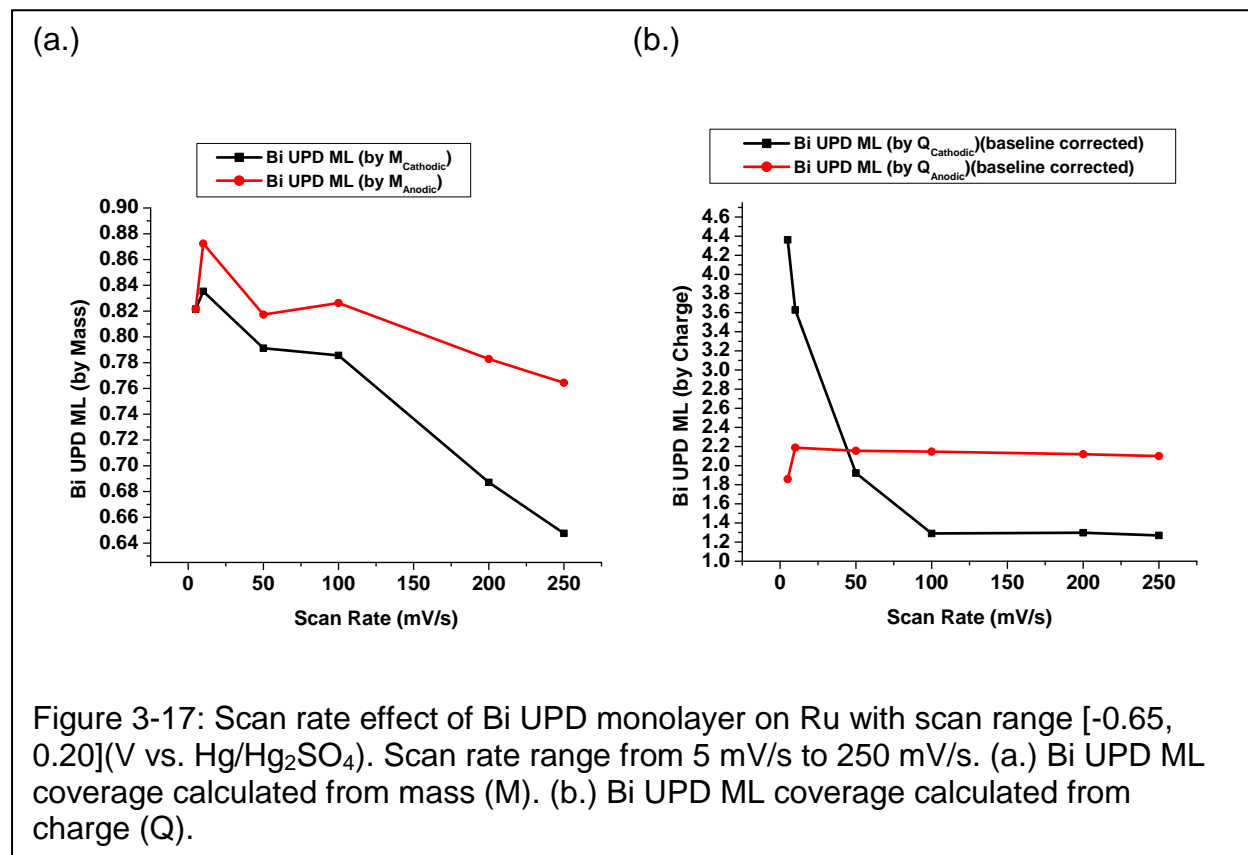 (a.)
(b.)
Bi UPD ML (by M_Cathodic)
Bi UPD ML (by M_Anodic)
0.90
0.88
0.86
0.84
0.82
0.80
0.78
0.76
0.74
0.72
0.70
0.68
0.66
0.64
Bi UPD ML (by Mass)
0 50 100 150 200 250
Scan Rate (mV/s)
Bi UPD ML (by Q_Cathodic)(baseline corrected)
Bi UPD ML (by Q_Anodic)(baseline corrected)
4.6
4.4
4.2
4.0
3.8
3.6
3.4
3.2
3.0
2.8
2.6
2.4
2.2
2.0
1.8
1.6
1.4
1.2
1.0
Bi UPD ML (by Charge)
0 50 100 150 200 250
Scan Rate (mV/s)
Figure 3-17: Scan rate effect of Bi UPD monolayer on Ru with scan range [-0.65,
0.20](V vs. Hg/Hg₂SO₄). Scan rate range from 5 mV/s to 250 mV/s. (a.) Bi UPD ML
coverage calculated from mass (M). (b.) Bi UPD ML coverage calculated from
charge (Q).